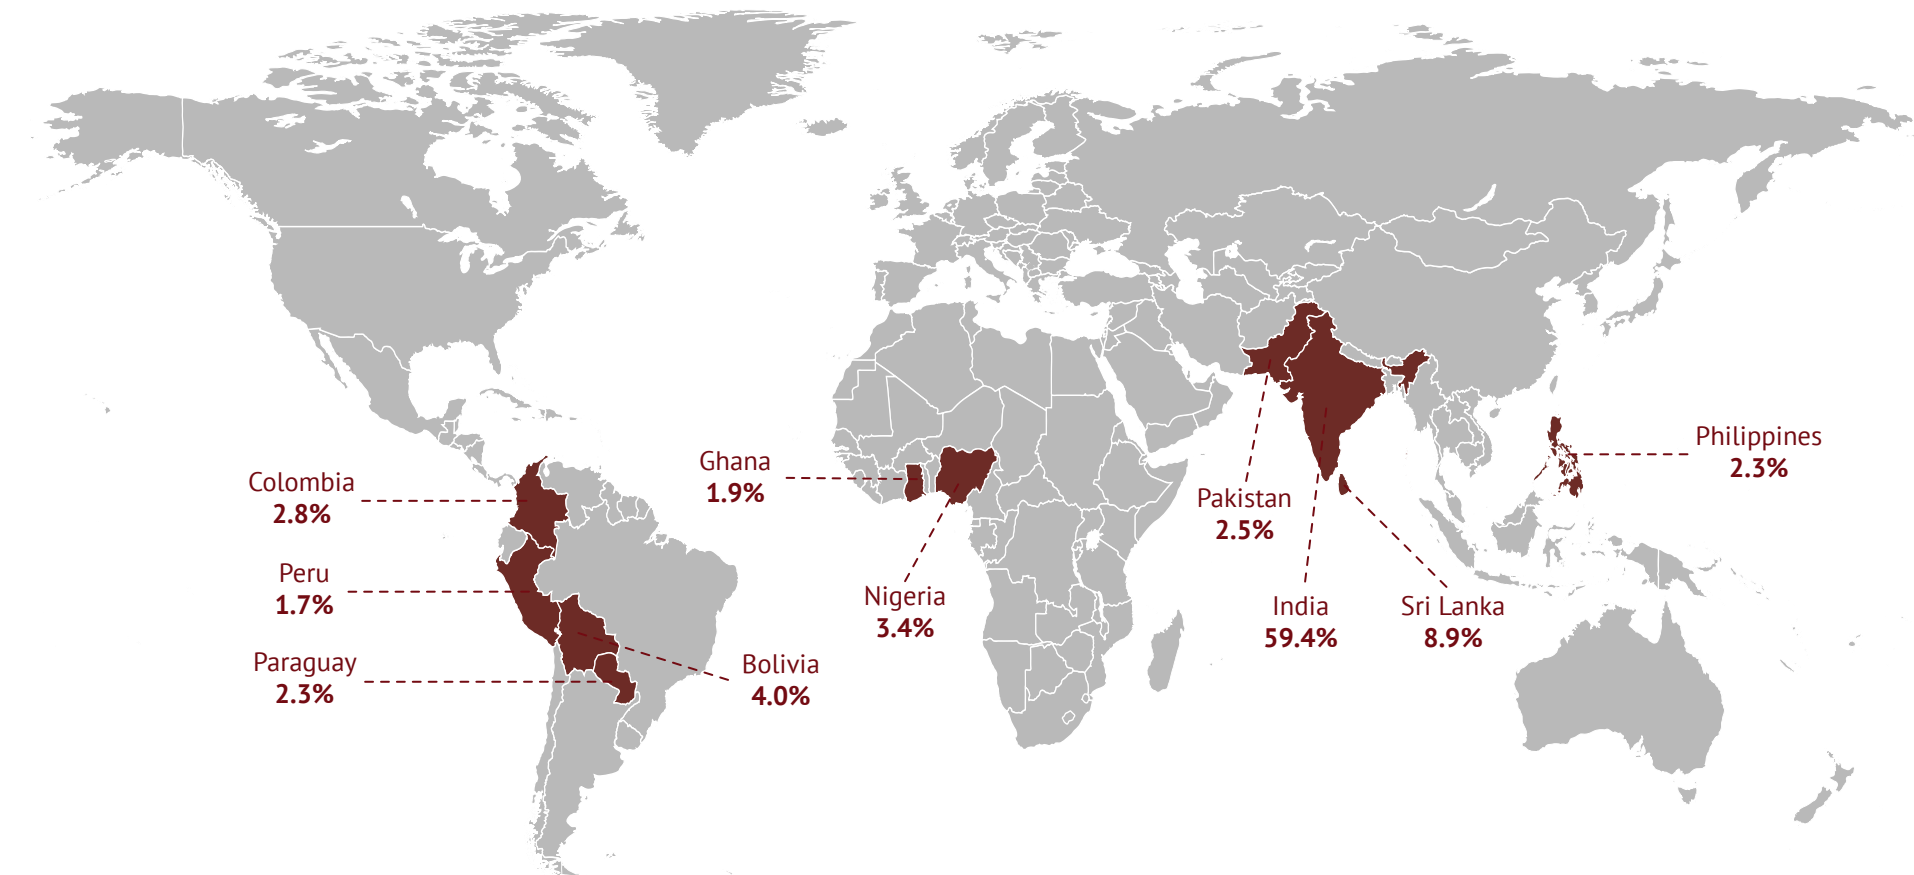 Colombia
2.8%
Peru
1.7%
Paraguay
2.3%
Bolivia
4.0%
Ghana
1.9%
Nigeria
3.4%
Pakistan
2.5%
India
59.4%
Sri Lanka
8.9%
Philippines
2.3%